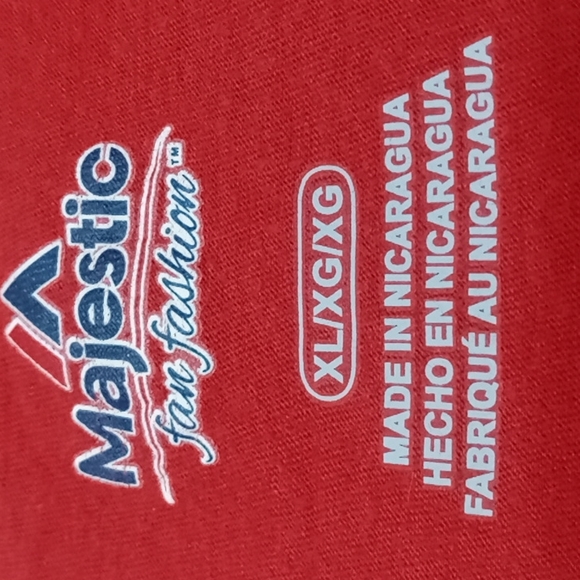 Majestic
fan fashion™
XL/XG/XG
MADE IN NICARAGUA
HECHO EN NICARAGUA
FABRIQUÉ AU NICARAGUA